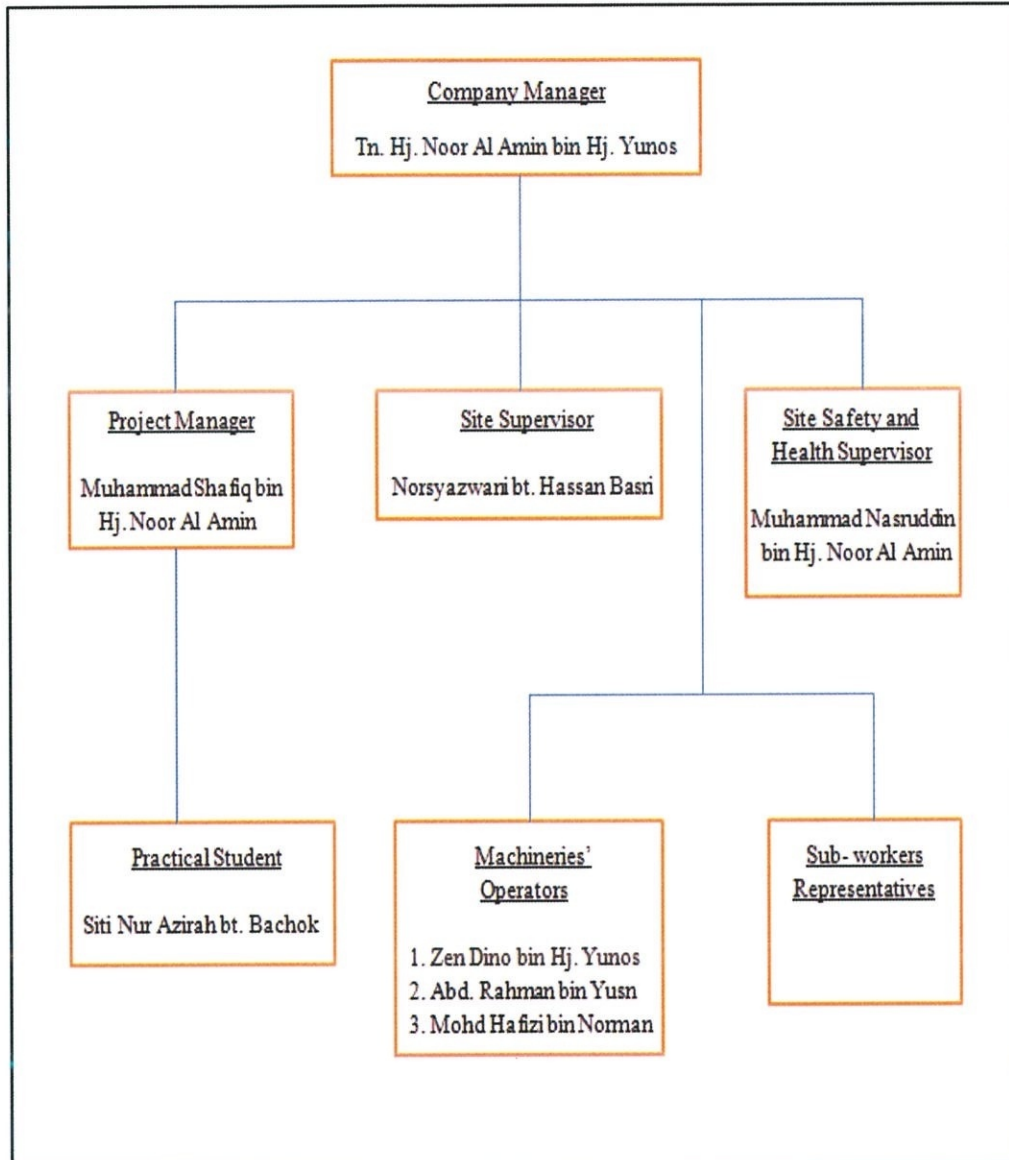 Company Manager
Tn. Hj. Noor Al Amin bin Hj. Yunos
Project Manager
Muhammad Shafiq bin
Hj. Noor Al Amin
Site Supervisor
Norsyazwani bt. Hassan Basri
Site Safety and
Health Supervisor
Muhammad Nasruddin
bin Hj. Noor Al Amin
Practical Student
Siti Nur Azirah bt. Bachok
Machineries’
Operators
1. Zen Dino bin Hj. Yunos
2. Abd. Rahman bin Yusn
3. Mohd Hafizi bin Norman
Sub- workers
Representatives